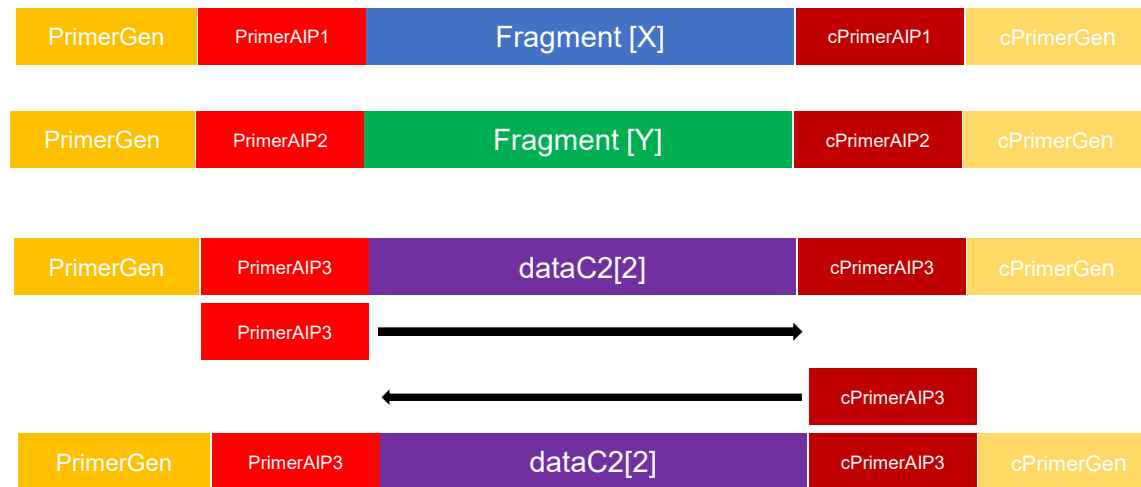 PrimerGen PrimerAIP1 Fragment [X] cPrimerAIP1 cPrimerGen
PrimerGen PrimerAIP2 Fragment [Y] cPrimerAIP2 cPrimerGen
PrimerGen PrimerAIP3 dataC2[2] cPrimerAIP3 cPrimerGen
PrimerAIP3
cPrimerAIP3
PrimerGen PrimerAIP3 dataC2[2] cPrimerAIP3 cPrimerGen